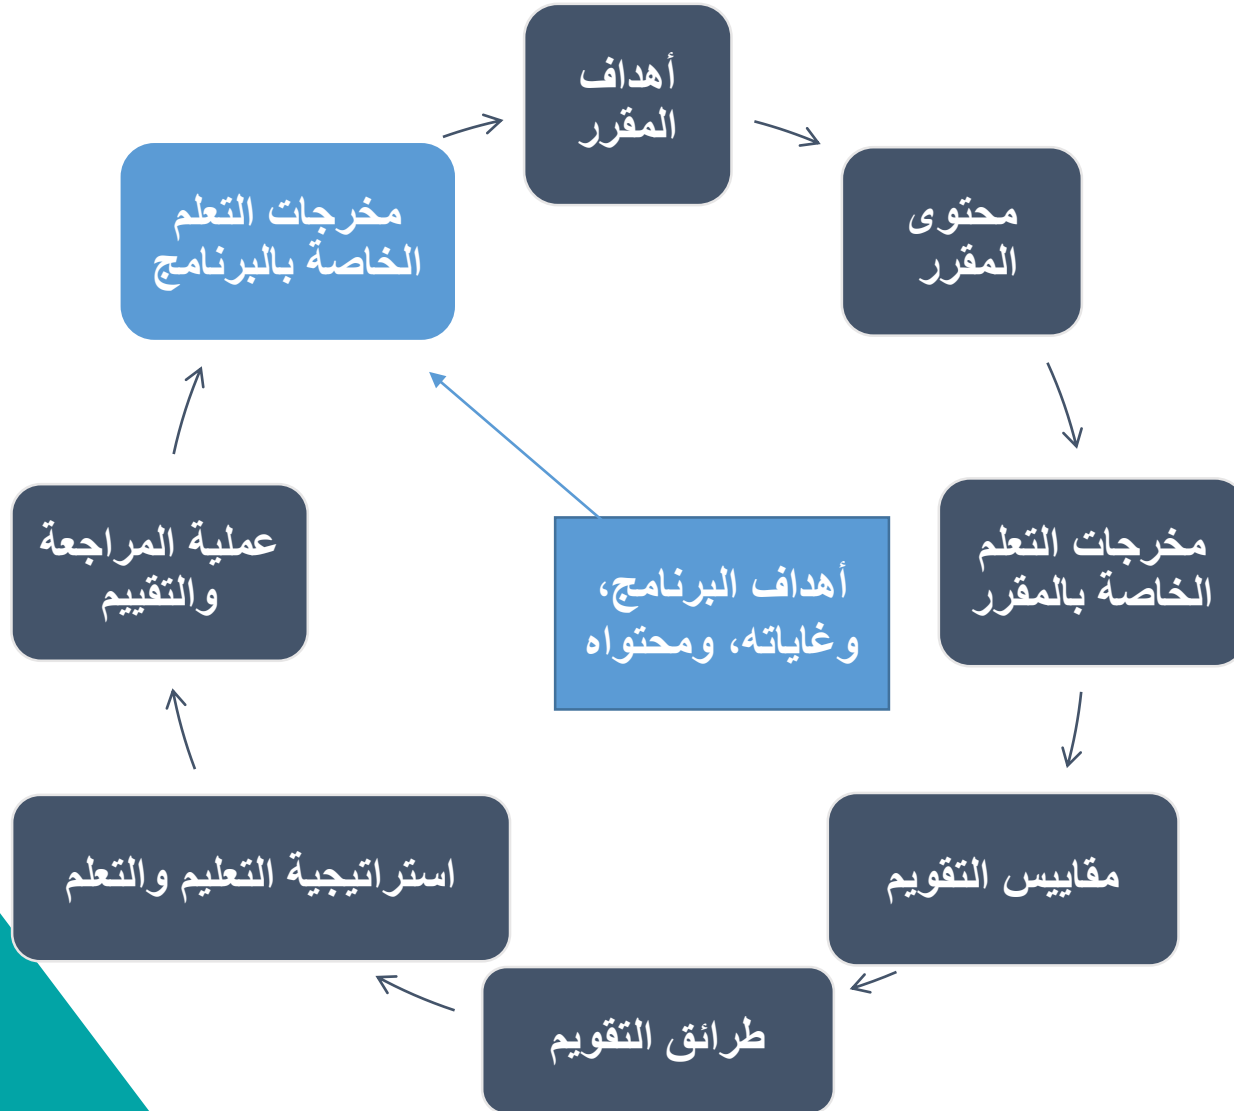 أهداف
المقرر
محتوى
المقرر
مخرجات التعلم
الخاصة بالمقرر
مقاييس التقويم
طرائق التقويم
استراتيجية التعليم والتعلم
عملية المراجعة
والتقييم
مخرجات التعلم
الخاصة بالبرنامج
أهداف البرنامج،
وغاياته، ومحتواه